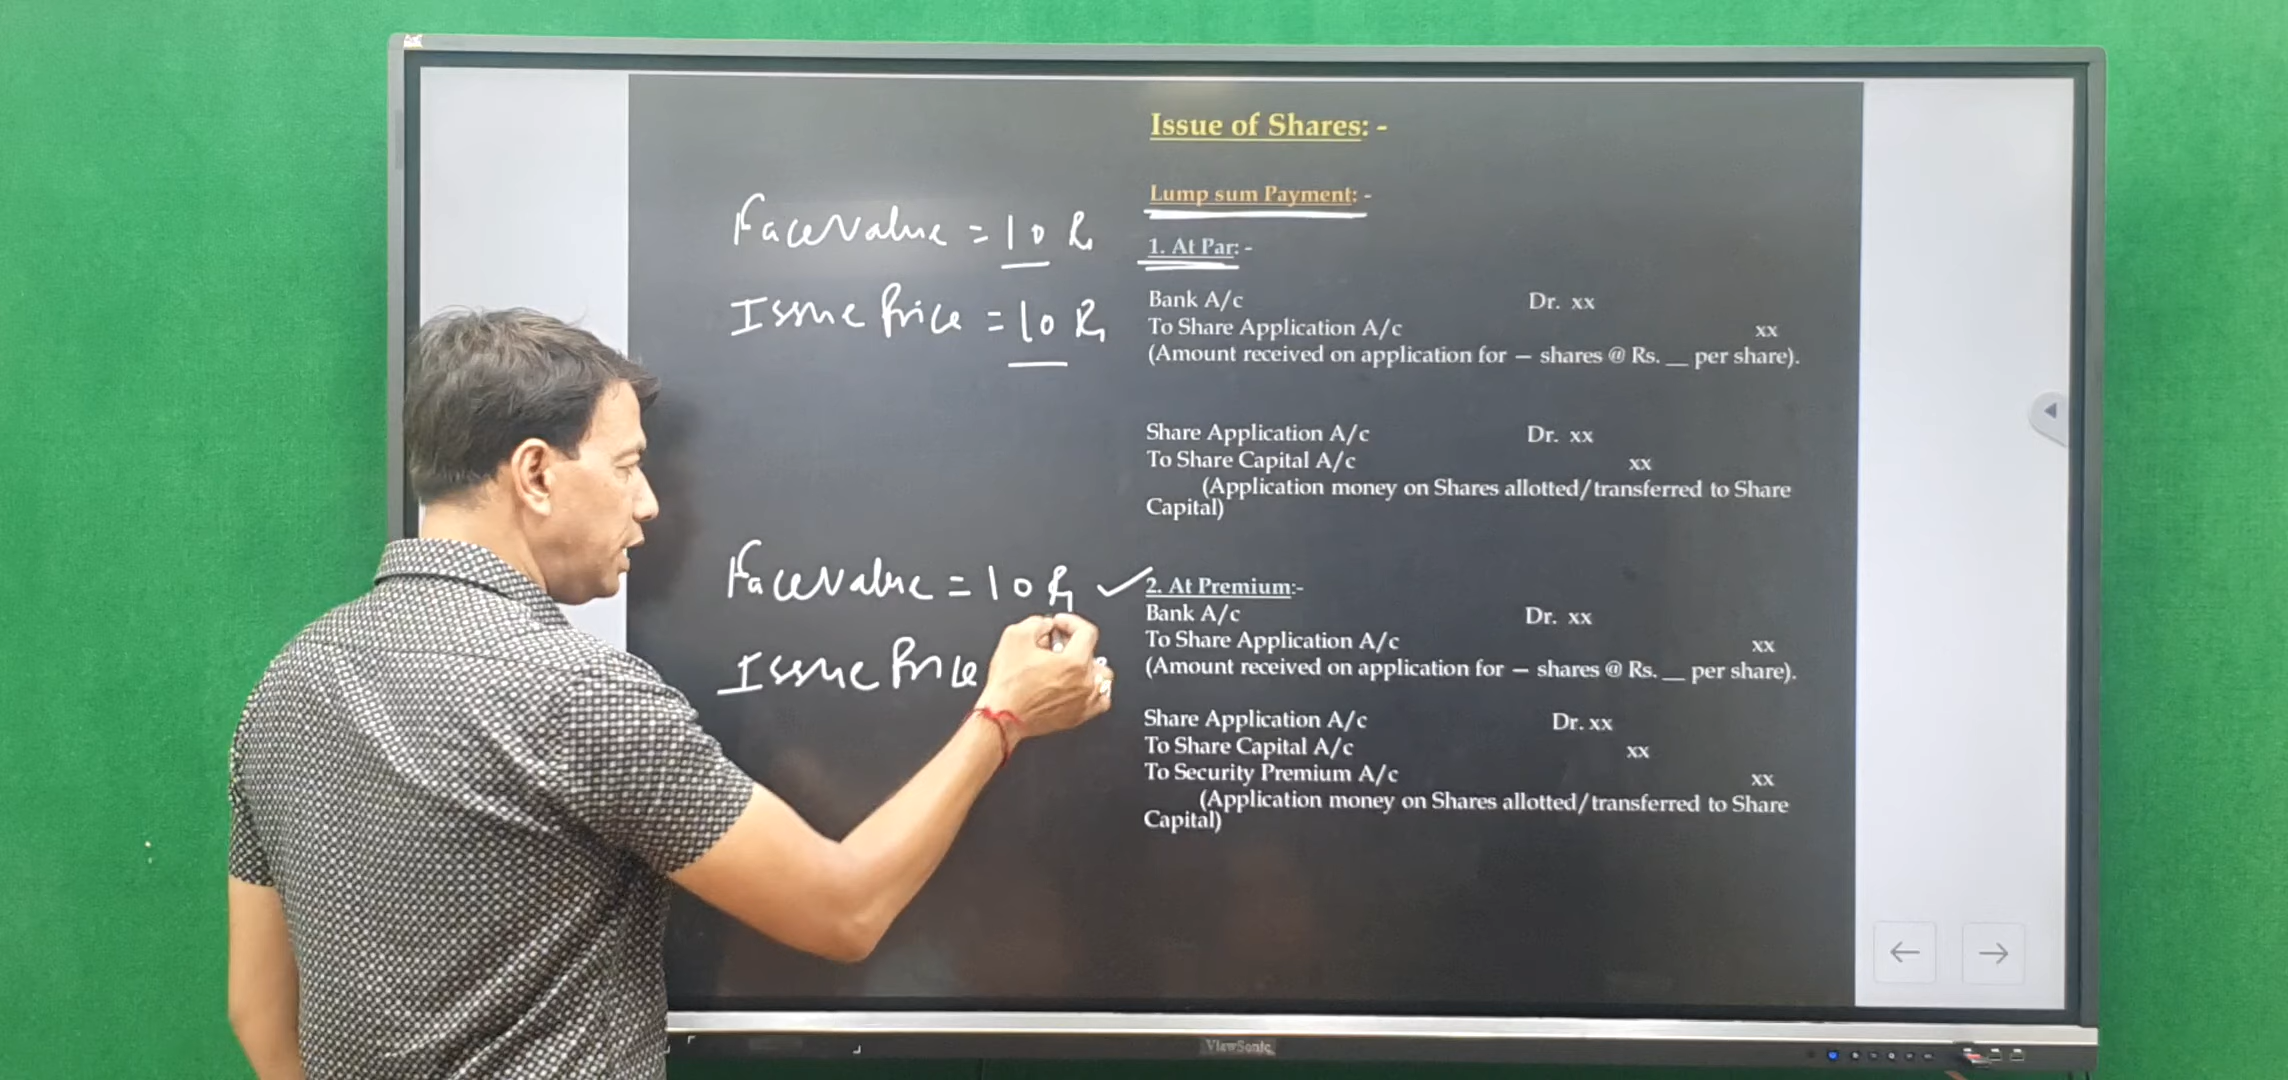 Issue of Shares: -
Lump sum Payment: -
Face Value = 10 R
1. At Par: -
Issue Price = 10 R
Bank A/c Dr. xx
To Share Application A/c xx
(Amount received on application for – shares @ Rs. __ per share).
Share Application A/c Dr. xx
To Share Capital A/c xx
(Application money on Shares allotted/transferred to Share
Capital)
Face Value = 10 R ✓
2. At Premium:-
Bank A/c Dr. xx
To Share Application A/c xx
Issue Price
(Amount received on application for – shares @ Rs. __ per share).
Share Application A/c Dr. xx
To Share Capital A/c xx
To Security Premium A/c xx
(Application money on Shares allotted/transferred to Share
Capital)
ViewSonic